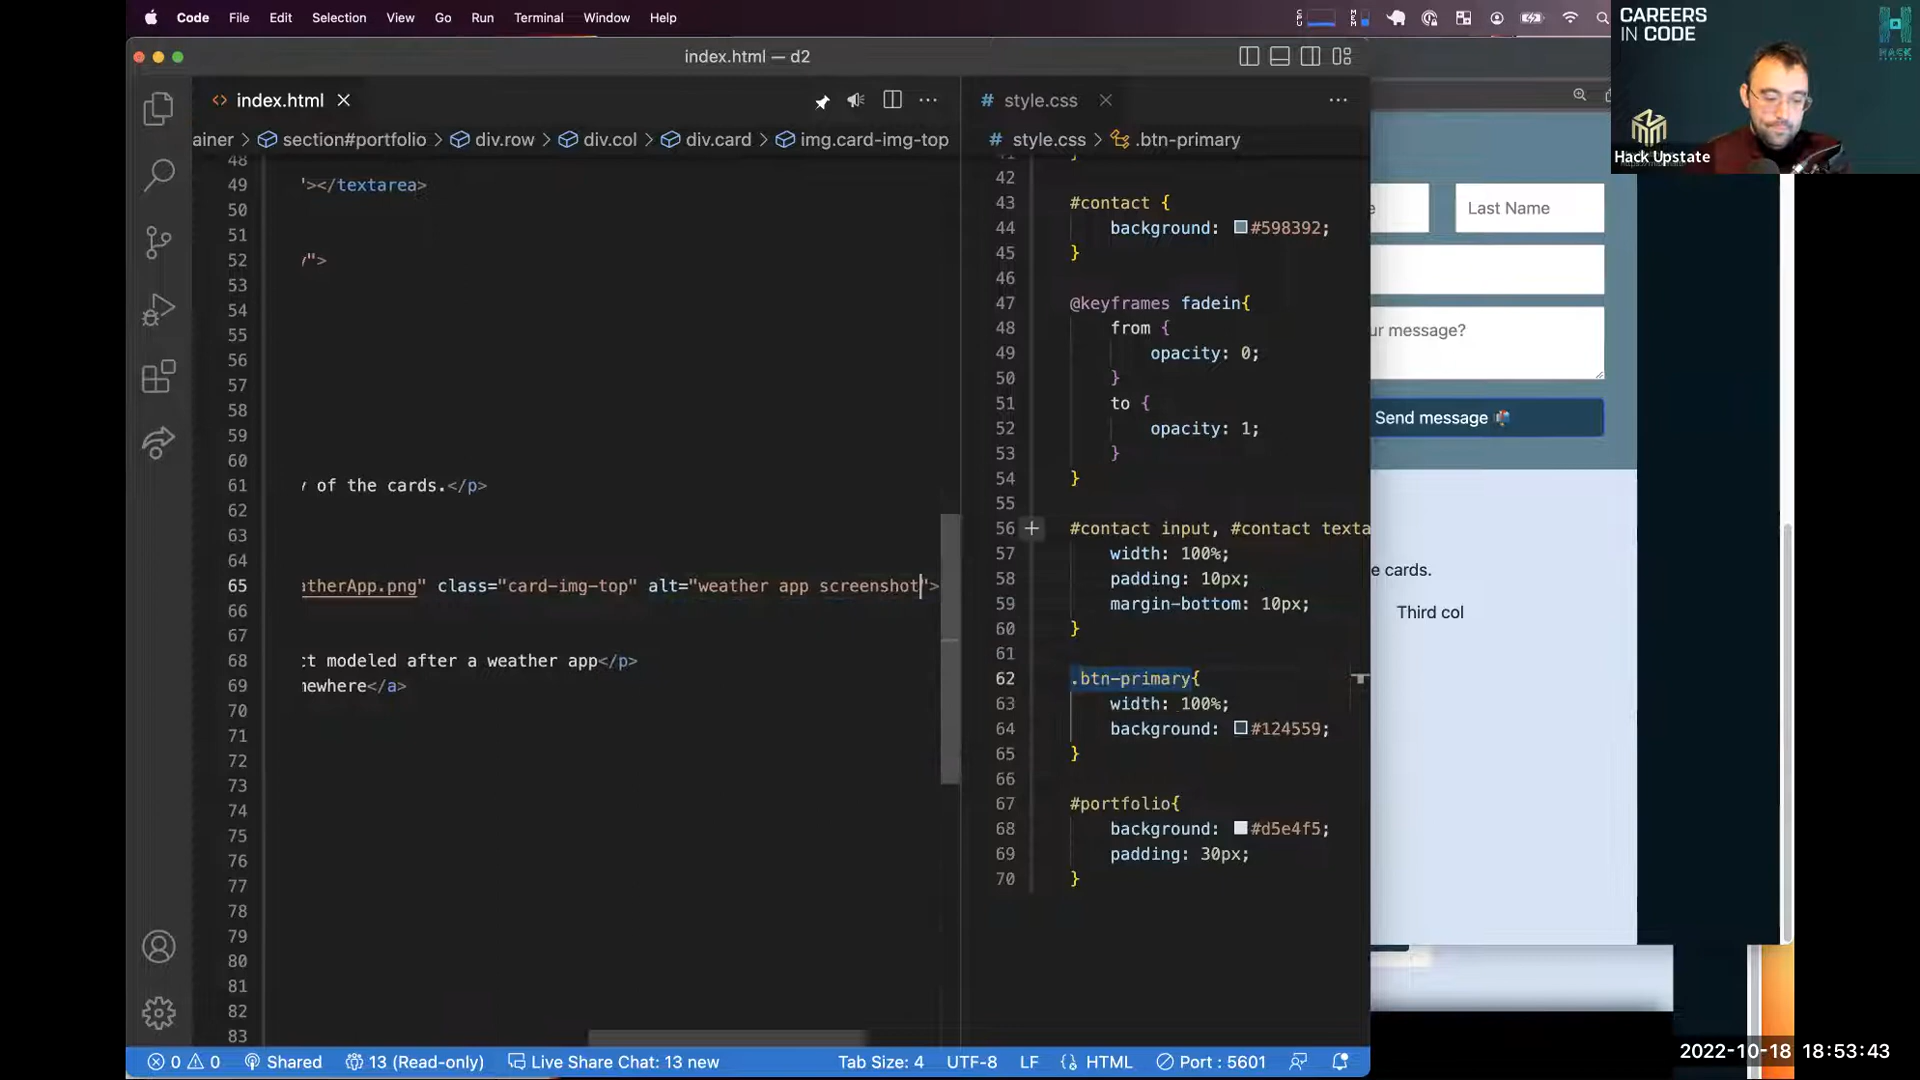 Code File Edit Selection View Go Run Terminal Window Help
index.html — d2
index.html
ainer > section#portfolio > div.row > div.col > div.card > img.card-img-top
48
49 "></textarea>
50
51
52 y">
53
54
55
56
57
58
59
60
61 y of the cards.</p>
62
63
64
65 atherApp.png" class="card-img-top" alt="weather app screenshot">
66
67
68 ct modeled after a weather app</p>
69 newhere</a>
70
71
72
73
74
75
76
77
78
79
80
81
82
83
# style.css
# style.css > .btn-primary
42
43 #contact {
44 background: #598392;
45 }
46
47 @keyframes fadein{
48 from {
49 opacity: 0;
50 }
51 to {
52 opacity: 1;
53 }
54 }
55
56 #contact input, #contact texta
57 width: 100%;
58 padding: 10px;
59 margin-bottom: 10px;
60 }
61
62 .btn-primary{
63 width: 100%;
64 background: #124559;
65 }
66
67 #portfolio{
68 background: #d5e4f5;
69 padding: 30px;
70 }
e
Last Name
ur message?
Send message
e cards.
Third col
CAREERS
IN CODE
HACK
Hack Upstate
0 0 Shared 13 (Read-only) Live Share Chat: 13 new Tab Size: 4 UTF-8 LF {} HTML Port : 5601
2022-10-18 18:53:43